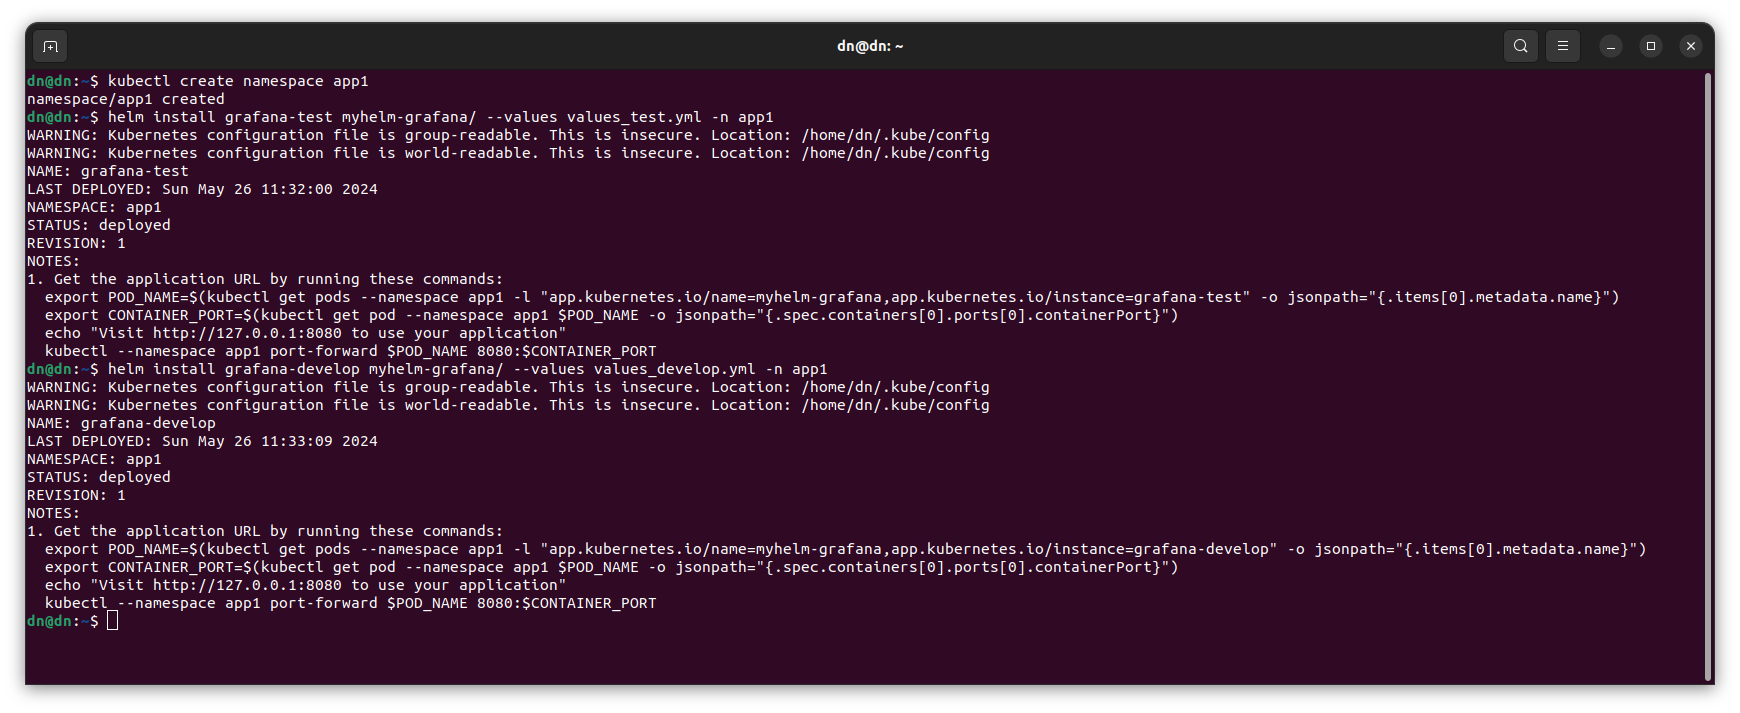 dn@dn: ~
dn@dn:~$ kubectl create namespace app1
namespace/app1 created
dn@dn:~$ helm install grafana-test myhelm-grafana/ --values values_test.yml -n app1
WARNING: Kubernetes configuration file is group-readable. This is insecure. Location: /home/dn/.kube/config
WARNING: Kubernetes configuration file is world-readable. This is insecure. Location: /home/dn/.kube/config
NAME: grafana-test
LAST DEPLOYED: Sun May 26 11:32:00 2024
NAMESPACE: app1
STATUS: deployed
REVISION: 1
NOTES:
1. Get the application URL by running these commands:
  export POD_NAME=$(kubectl get pods --namespace app1 -l "app.kubernetes.io/name=myhelm-grafana,app.kubernetes.io/instance=grafana-test" -o jsonpath="{.items[0].metadata.name}")
  export CONTAINER_PORT=$(kubectl get pod --namespace app1 $POD_NAME -o jsonpath="{.spec.containers[0].ports[0].containerPort}")
  echo "Visit http://127.0.0.1:8080 to use your application"
  kubectl --namespace app1 port-forward $POD_NAME 8080:$CONTAINER_PORT
dn@dn:~$ helm install grafana-develop myhelm-grafana/ --values values_develop.yml -n app1
WARNING: Kubernetes configuration file is group-readable. This is insecure. Location: /home/dn/.kube/config
WARNING: Kubernetes configuration file is world-readable. This is insecure. Location: /home/dn/.kube/config
NAME: grafana-develop
LAST DEPLOYED: Sun May 26 11:33:09 2024
NAMESPACE: app1
STATUS: deployed
REVISION: 1
NOTES:
1. Get the application URL by running these commands:
  export POD_NAME=$(kubectl get pods --namespace app1 -l "app.kubernetes.io/name=myhelm-grafana,app.kubernetes.io/instance=grafana-develop" -o jsonpath="{.items[0].metadata.name}")
  export CONTAINER_PORT=$(kubectl get pod --namespace app1 $POD_NAME -o jsonpath="{.spec.containers[0].ports[0].containerPort}")
  echo "Visit http://127.0.0.1:8080 to use your application"
  kubectl --namespace app1 port-forward $POD_NAME 8080:$CONTAINER_PORT
dn@dn:~$